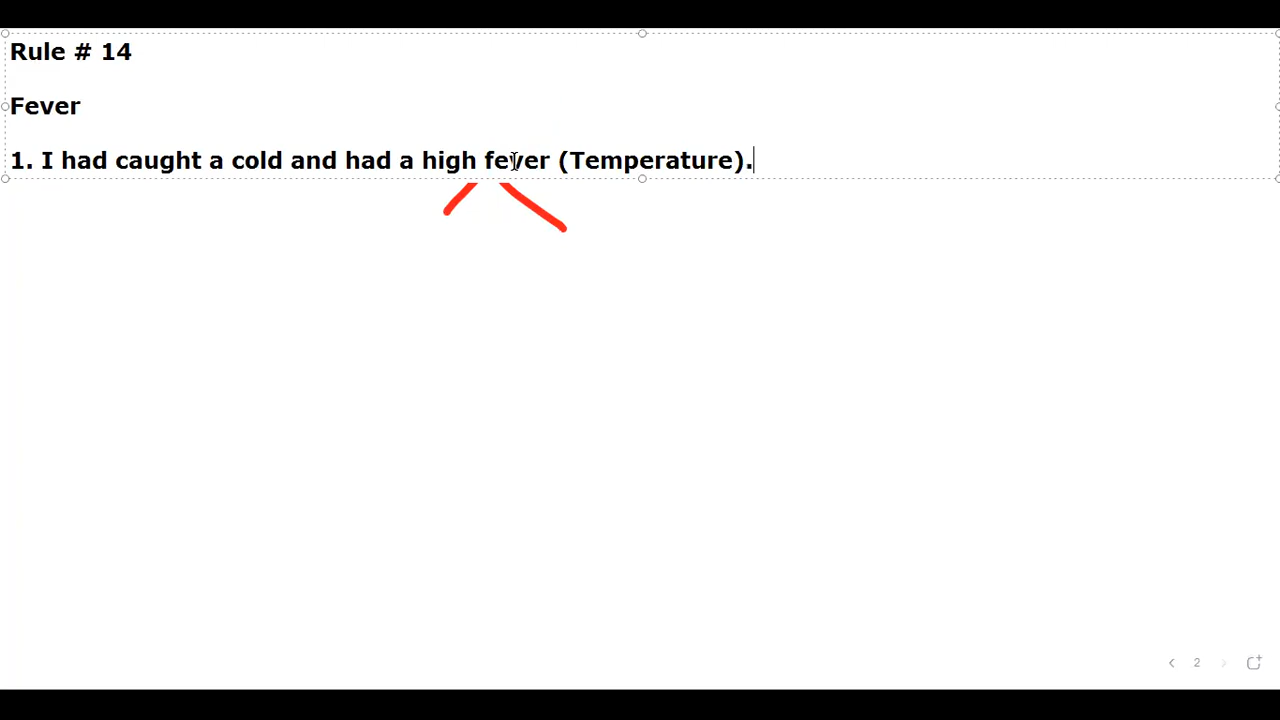 Rule # 14
Fever
1. I had caught a cold and had a high fever (Temperature).
2